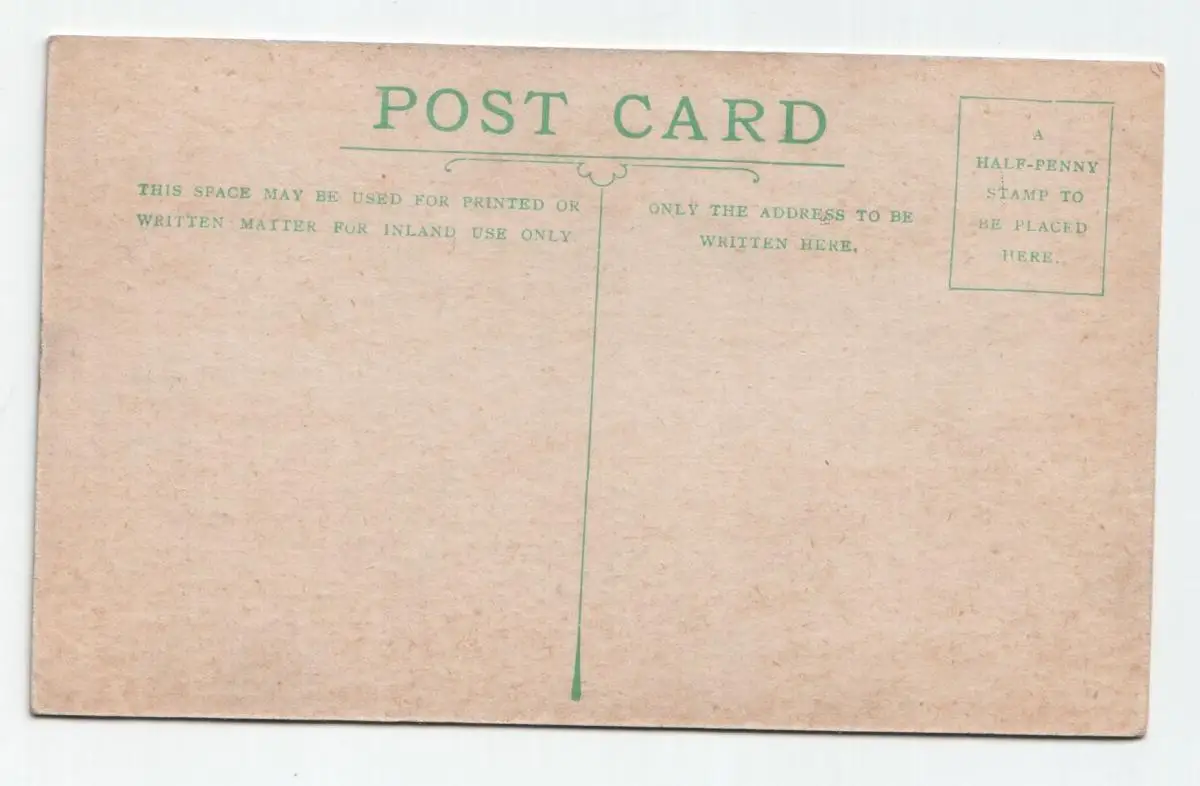 POST CARD
THIS SPACE MAY BE USED FOR PRINTED OR
WRITTEN MATTER FOR INLAND USE ONLY
ONLY THE ADDRESS TO BE
WRITTEN HERE.
A
HALF-PENNY
STAMP TO
BE PLACED
HERE.